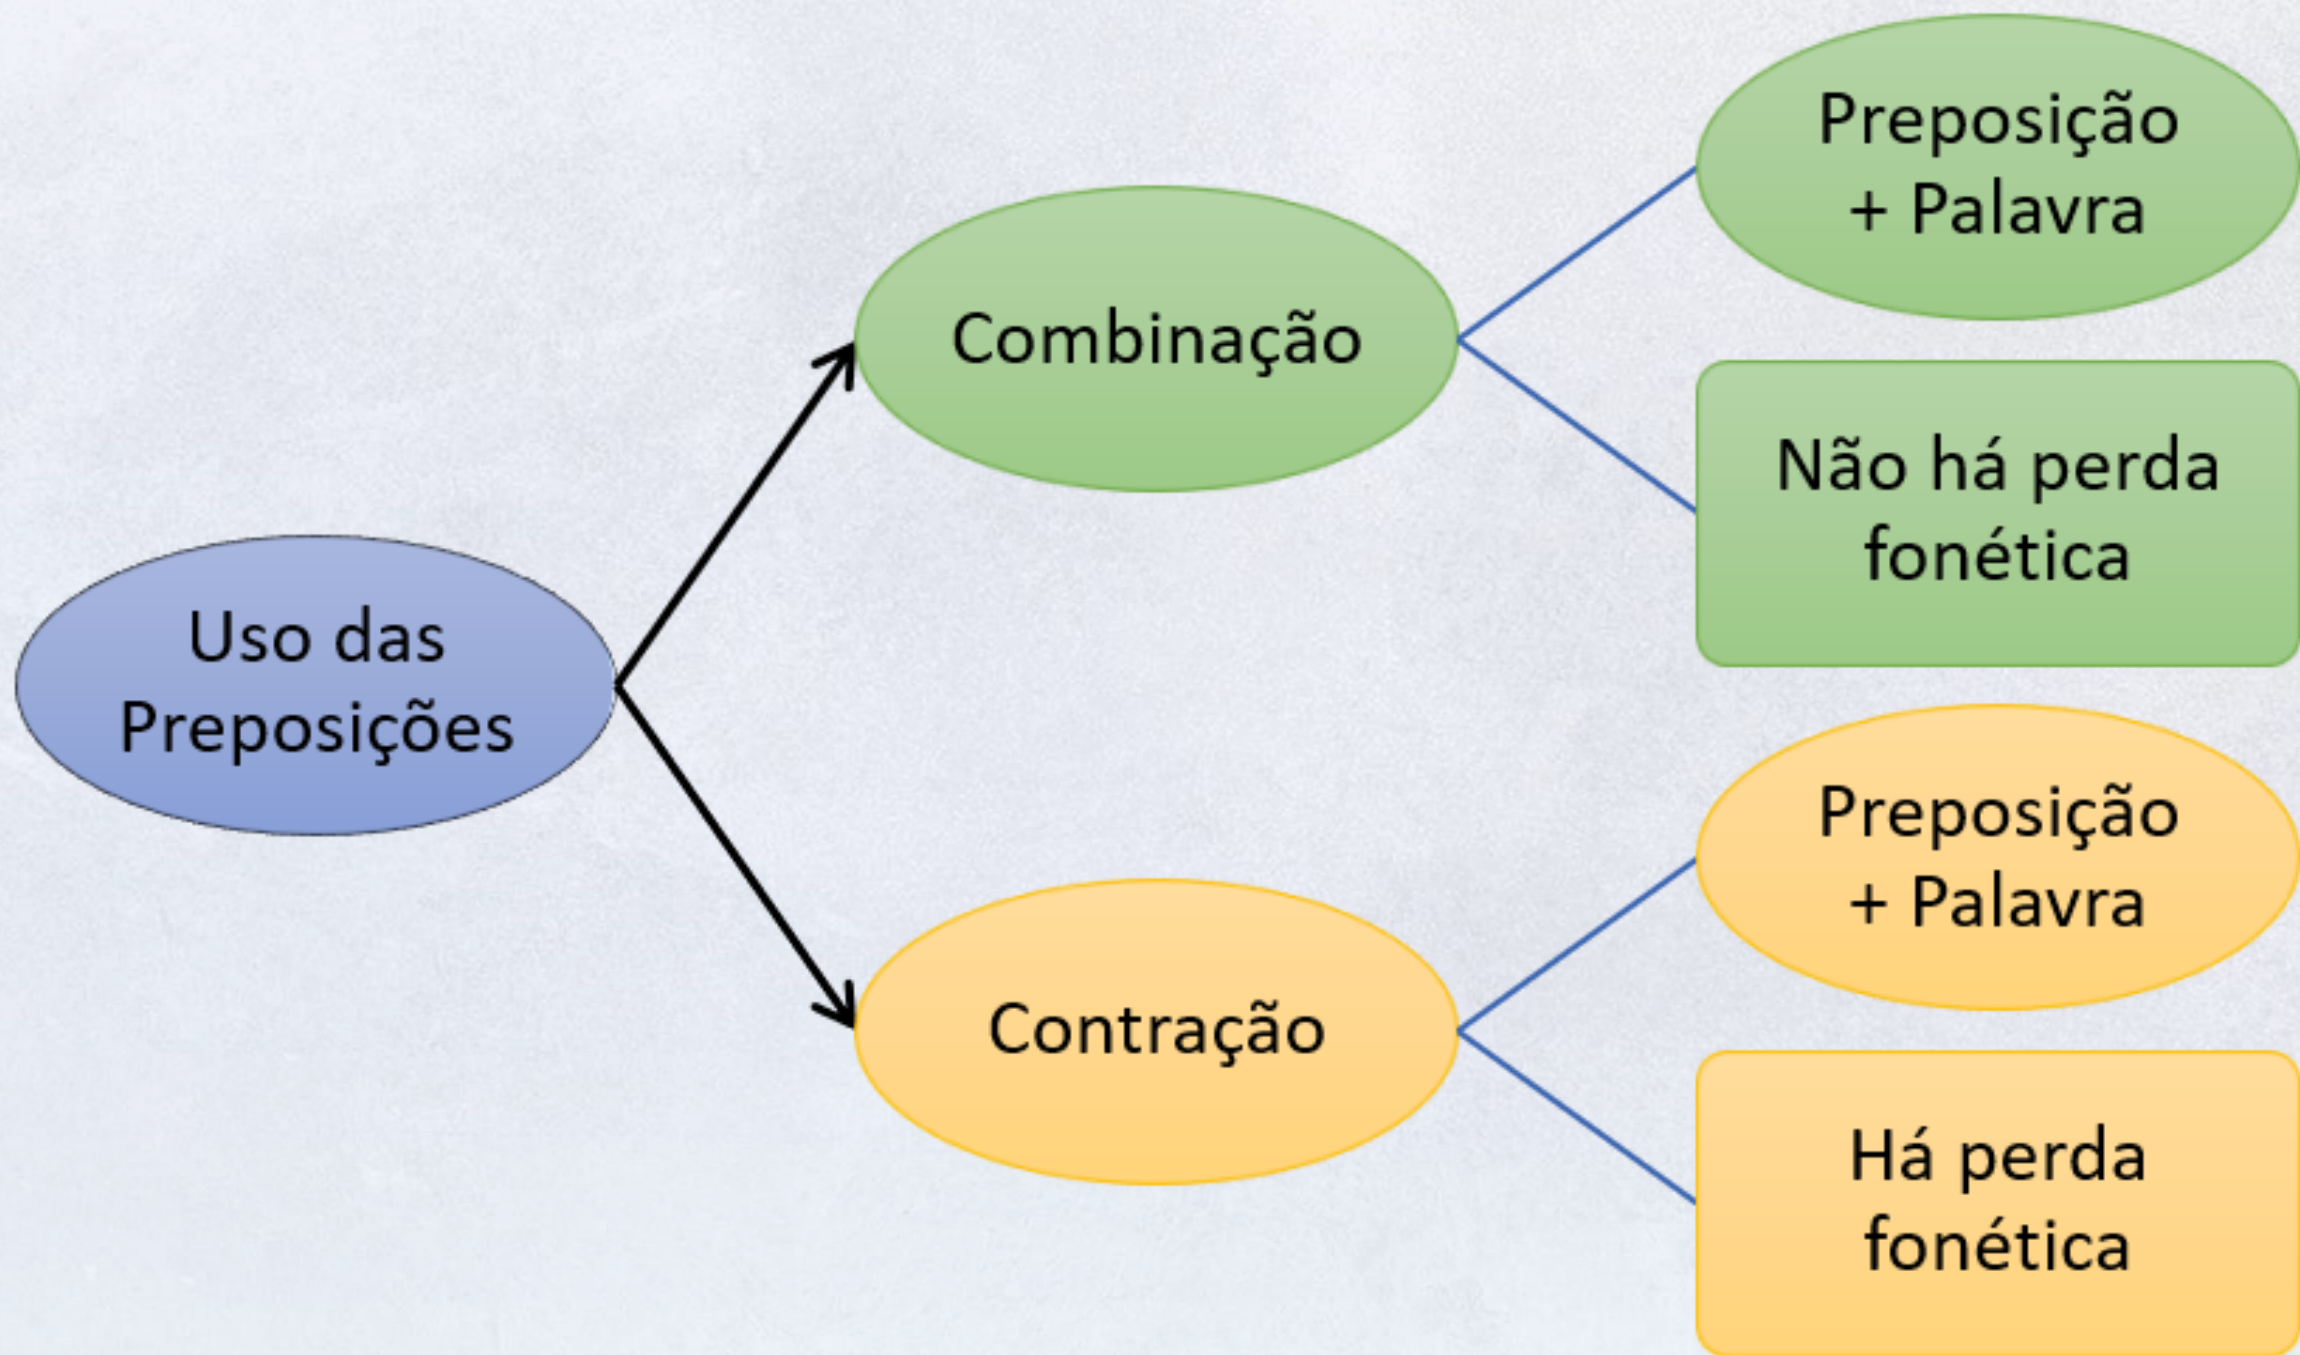 Uso das
Preposições
Combinação
Preposição
+ Palavra
Não há perda
fonética
Contração
Preposição
+ Palavra
Há perda
fonética